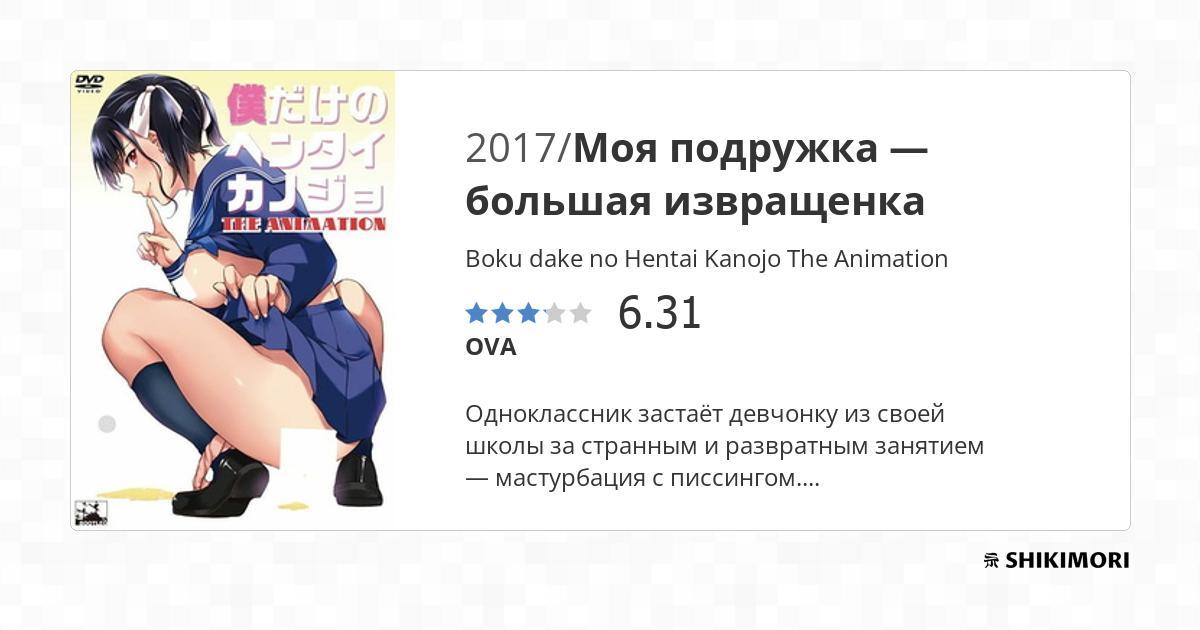 DVD
VIDEO
僕だけの
ヘンタイ
カノジョ
THE ANIMATION
2017/Моя подружка —
большая извращенка
Boku dake no Hentai Kanojo The Animation
6.31
OVA
Одноклассник застаёт девчонку из своей
школы за странным и развратным занятием
— мастурбация с писсингом....
SHIKIMORI